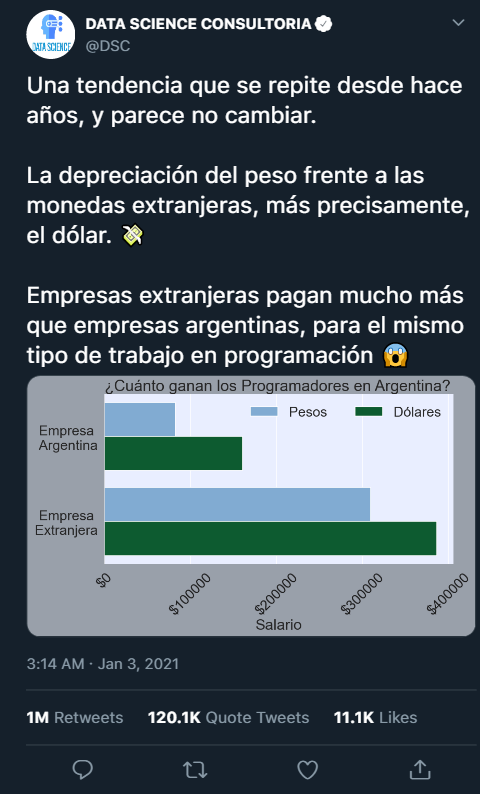 DATA SCIENCE CONSULTORIA
@DSC
DATA SCIENCE
Una tendencia que se repite desde hace
años, y parece no cambiar.
La depreciación del peso frente a las
monedas extranjeras, más precisamente,
el dólar. 💸
Empresas extranjeras pagan mucho más
que empresas argentinas, para el mismo
tipo de trabajo en programación 😱
¿Cuánto ganan los Programadores en Argentina?
Pesos Dólares
Empresa
Argentina
Empresa
Extranjera
$0 $100000 $200000 $300000 $400000
Salario
3:14 AM · Jan 3, 2021
1M Retweets 120.1K Quote Tweets 11.1K Likes